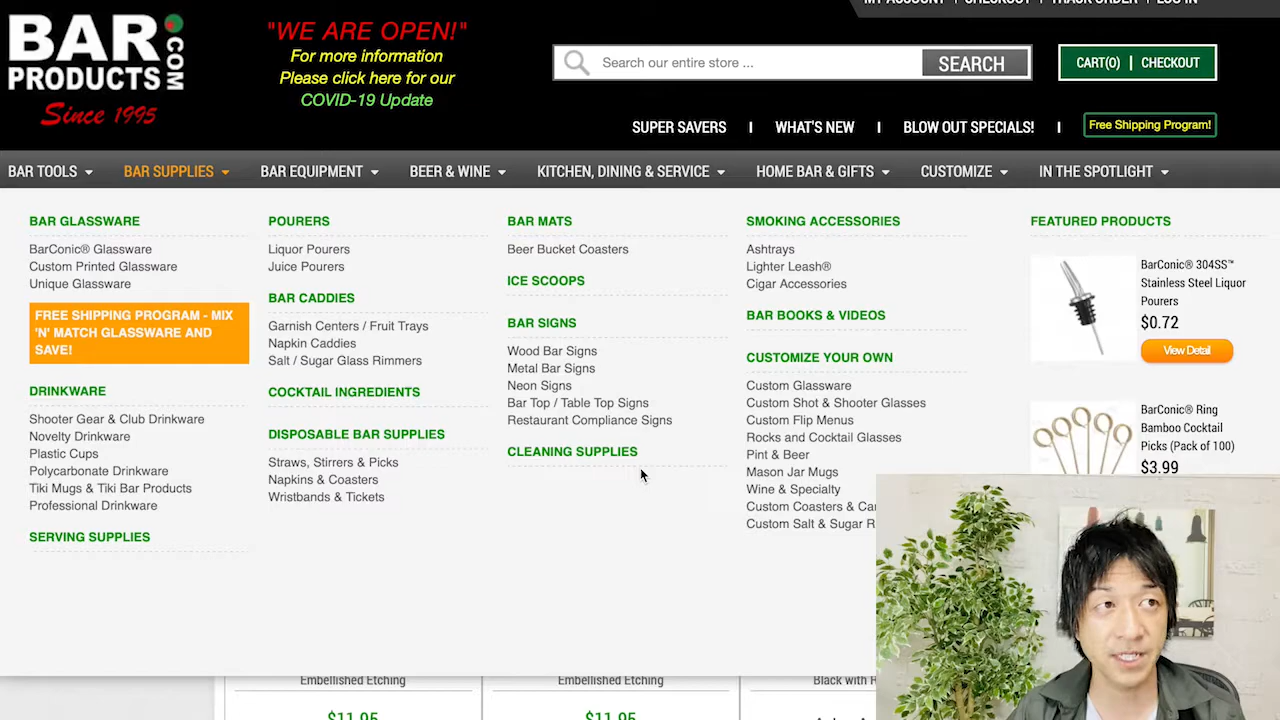 MY ACCOUNT | CHECKOUT | TRACK ORDER | LOG IN
BAR
PRODUCTS
.COM
Since 1995
"WE ARE OPEN!"
For more information
Please click here for our
COVID-19 Update
Search our entire store ...
SEARCH
CART(0) | CHECKOUT
SUPER SAVERS | WHAT'S NEW | BLOW OUT SPECIALS! | Free Shipping Program!
BAR TOOLS
BAR SUPPLIES
BAR EQUIPMENT
BEER & WINE
KITCHEN, DINING & SERVICE
HOME BAR & GIFTS
CUSTOMIZE
IN THE SPOTLIGHT
BAR GLASSWARE
BarConic® Glassware
Custom Printed Glassware
Unique Glassware
FREE SHIPPING PROGRAM - MIX
'N' MATCH GLASSWARE AND
SAVE!
DRINKWARE
Shooter Gear & Club Drinkware
Novelty Drinkware
Plastic Cups
Polycarbonate Drinkware
Tiki Mugs & Tiki Bar Products
Professional Drinkware
SERVING SUPPLIES
POURERS
Liquor Pourers
Juice Pourers
BAR CADDIES
Garnish Centers / Fruit Trays
Napkin Caddies
Salt / Sugar Glass Rimmers
COCKTAIL INGREDIENTS
DISPOSABLE BAR SUPPLIES
Straws, Stirrers & Picks
Napkins & Coasters
Wristbands & Tickets
BAR MATS
Beer Bucket Coasters
ICE SCOOPS
BAR SIGNS
Wood Bar Signs
Metal Bar Signs
Neon Signs
Bar Top / Table Top Signs
Restaurant Compliance Signs
CLEANING SUPPLIES
SMOKING ACCESSORIES
Ashtrays
Lighter Leash®
Cigar Accessories
BAR BOOKS & VIDEOS
CUSTOMIZE YOUR OWN
Custom Glassware
Custom Shot & Shooter Glasses
Custom Flip Menus
Rocks and Cocktail Glasses
Pint & Beer
Mason Jar Mugs
Wine & Specialty
Custom Coasters & Ca
Custom Salt & Sugar R
FEATURED PRODUCTS
BarConic® 304SS™
Stainless Steel Liquor
Pourers
$0.72
View Detail
BarConic® Ring
Bamboo Cocktail
Picks (Pack of 100)
$3.99
Embellished Etching
$11.95
Embellished Etching
$11.95
Black with R